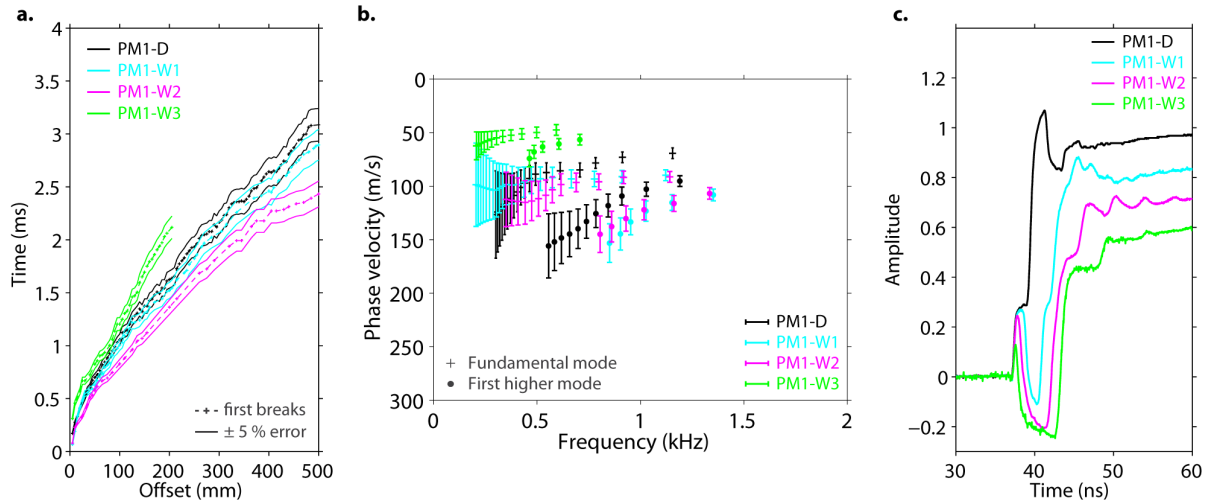 a.
4
3.5
3
2.5
2
1.5
1
0.5
0
Time (ms)
PM1-D
PM1-W1
PM1-W2
PM1-W3
first breaks
± 5 % error
0 100 200 300 400 500
Offset (mm)
b.
0
50
100
150
200
250
300
Phase velocity (m/s)
Fundamental mode
First higher mode
PM1-D
PM1-W1
PM1-W2
PM1-W3
0 0.5 1 1.5 2
Frequency (kHz)
c.
PM1-D
PM1-W1
PM1-W2
PM1-W3
1.2
1
0.8
0.6
0.4
0.2
0
−0.2
Amplitude
30 40 50 60
Time (ns)